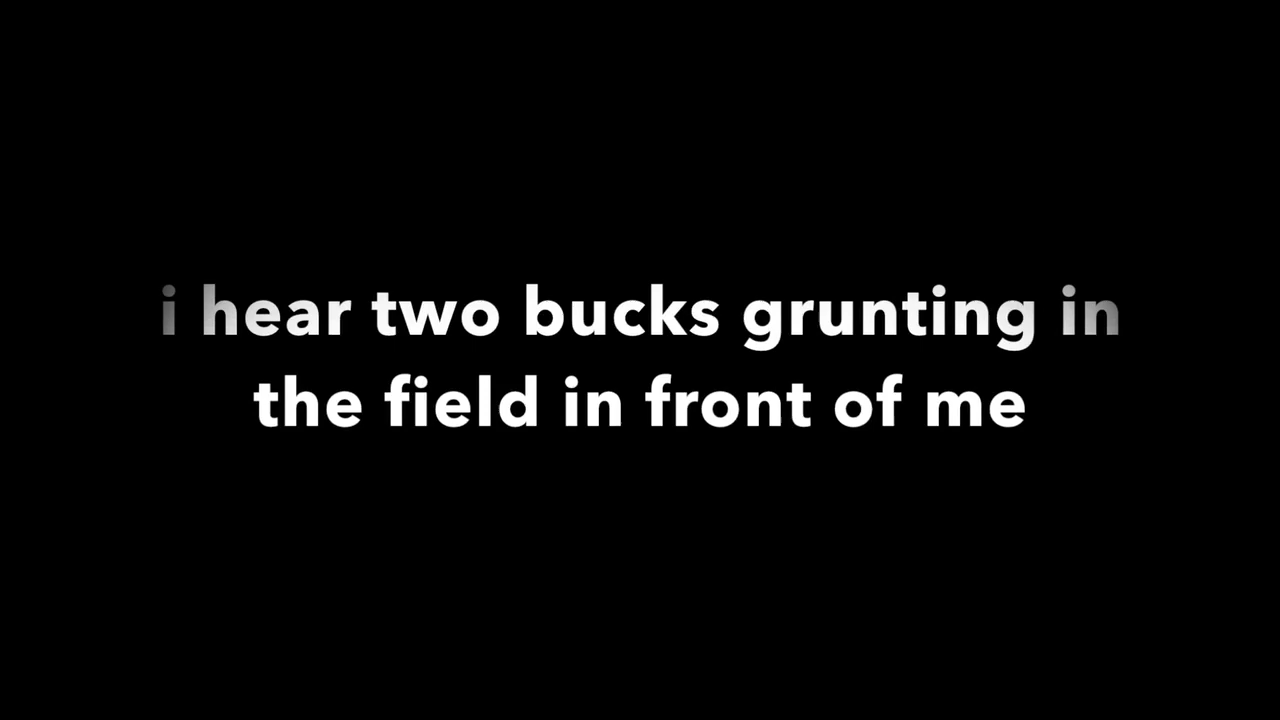 i hear two bucks grunting in
the field in front of me